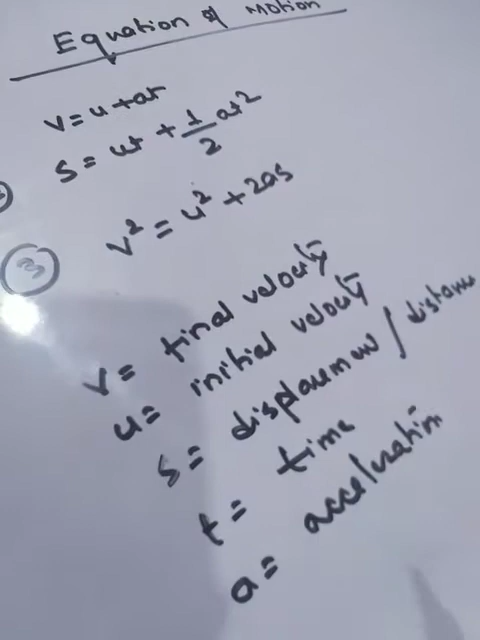 Equation of Motion
v = u + at
s = ut + 1/2 at²
③ v² = u² + 2as
v = final velocity
u = initial velocity
s = displacement / distance
t = time
a = acceleration